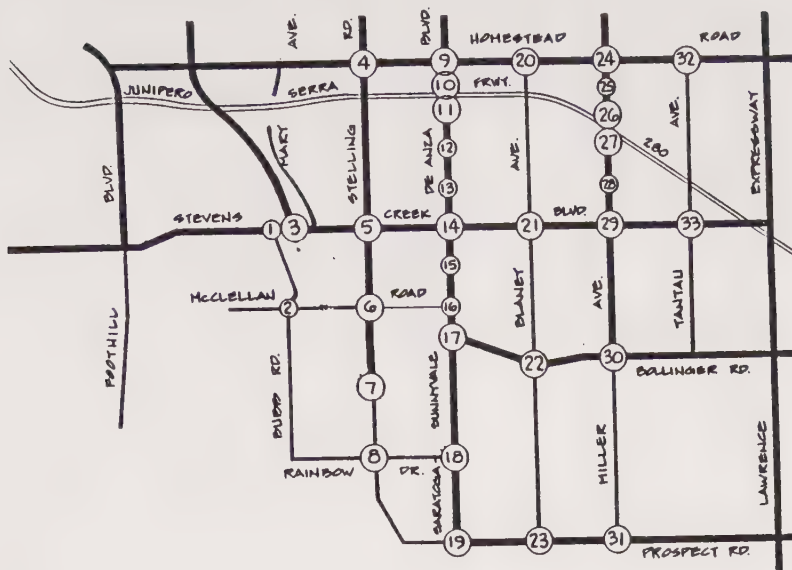 AVE.
RD.
BLVD.
HOMESTEAD
ROAD
4
9
20
24
32
JUNIPERO
SERRA
FRWY.
10
25
11
26
MARY
12
27
280
AVE.
AVE.
EXPRESSWAY
BLVD.
STELLING
DE ANZA
13
28
STEVENS
1
3
5
CREEK
14
21
BLVD.
29
33
15
McCLELLAN
2
6
ROAD
16
BLANEY
AVE.
TANTAU
17
FOOTHILL
22
30
BOLLINGER RD.
7
SUNNYVALE
BUBB RD.
MILLER
RAINBOW
8
DR.
18
SARATOGA
LAWRENCE
19
23
31
PROSPECT RD.